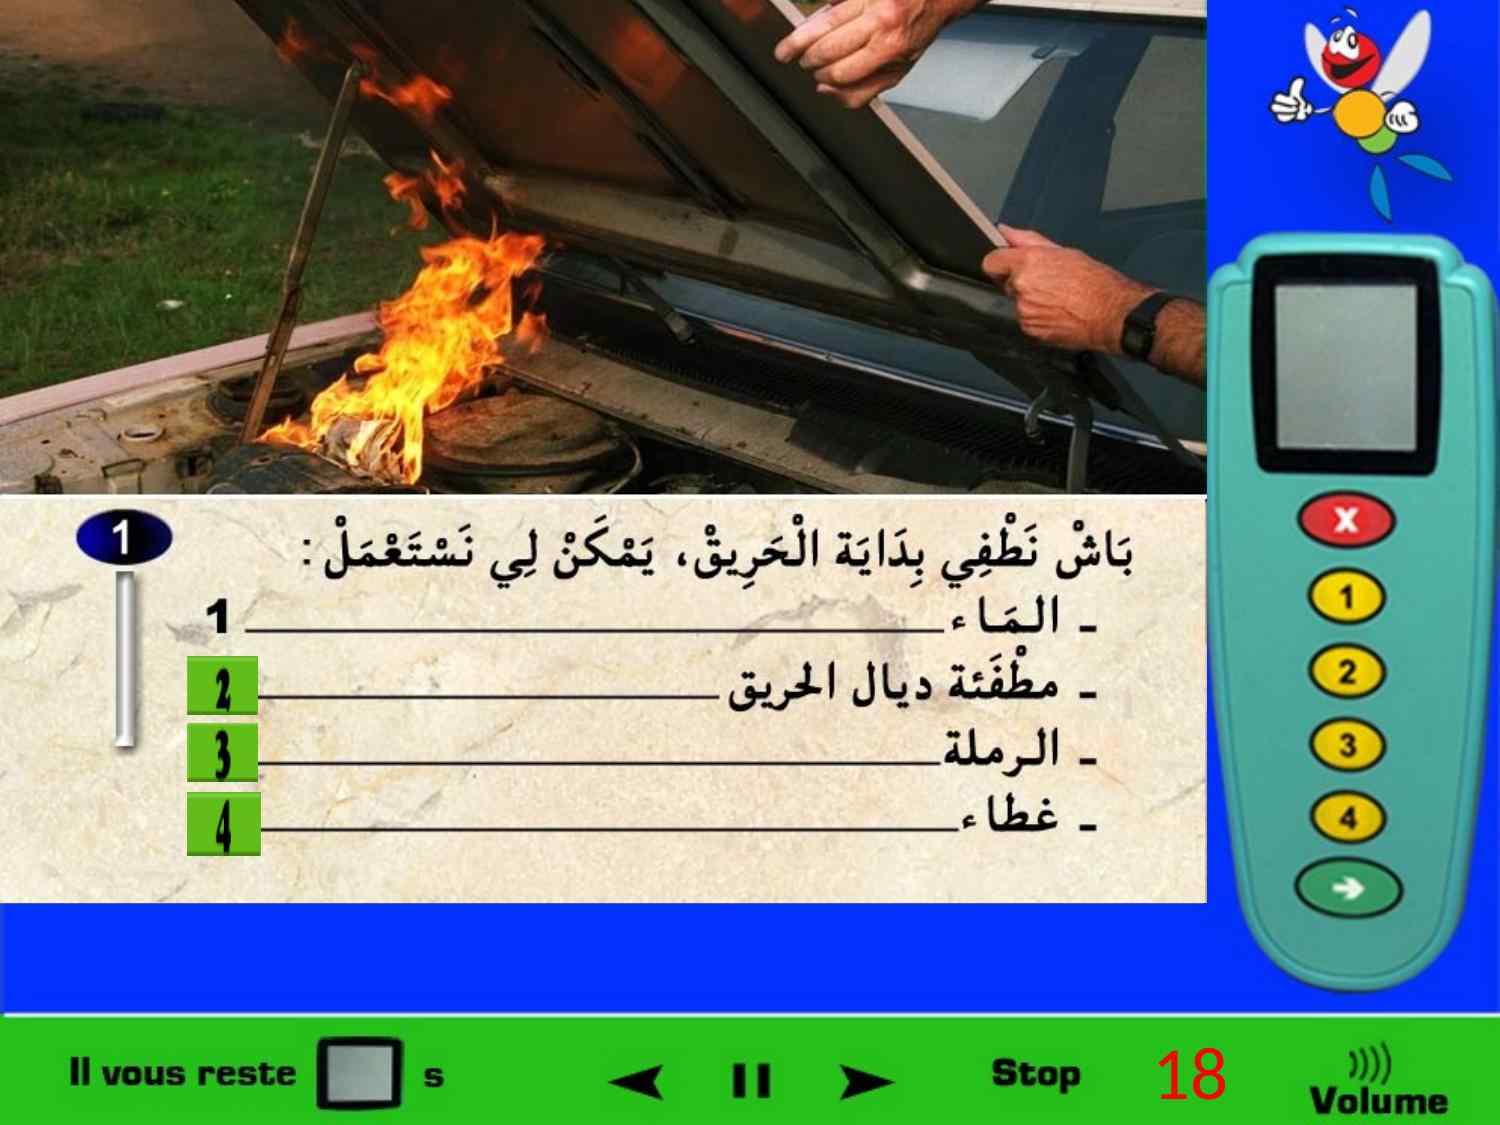 1
بَاشْ نَطْفِي بِدَايَة الْحَرِيقْ، يَمْكَنْ لِي نَسْتَعْمَلْ :
ـ المَاء 1
ـ مطْفَئة ديال الحريق 2
ـ الرملة 3
ـ غطاء 4
X
1
2
3
4
Il vous reste s
Stop
18
Volume